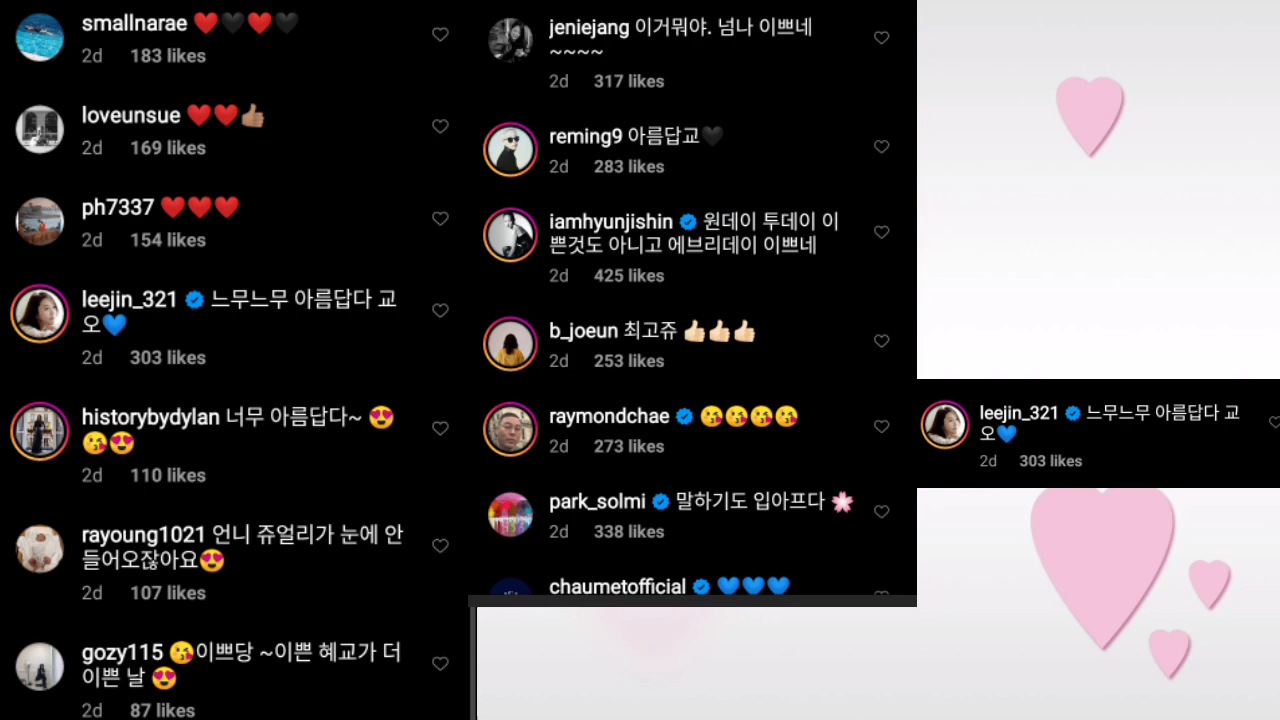 smallnarae ❤️🖤❤️🖤
2d 183 likes
loveunsue ❤️❤️👍🏽
2d 169 likes
ph7337 ❤️❤️❤️
2d 154 likes
leejin_321 느무느무 아름답다 교
오💙
2d 303 likes
historybydylan 너무 아름답다~ 😍
😘😍
2d 110 likes
rayoung1021 언니 쥬얼리가 눈에 안
들어오잖아요😍
2d 107 likes
gozy115 😘이쁘당 ~이쁜 혜교가 더
이쁜 날 😍
2d 87 likes
jeniejang 이거뭐야. 넘나 이쁘네
~~~~
2d 317 likes
reming9 아름답교🖤
2d 283 likes
iamhyunjishin 원데이 투데이 이
쁜것도 아니고 에브리데이 이쁘네
2d 425 likes
b_joeun 최고쥬 👍🏻👍🏻👍🏻
2d 253 likes
raymondchae 😘😘😘😘
2d 273 likes
park_solmi 말하기도 입아프다 🌸
2d 338 likes
chaumetofficial 💙💙💙
leejin_321 느무느무 아름답다 교
오💙
2d 303 likes